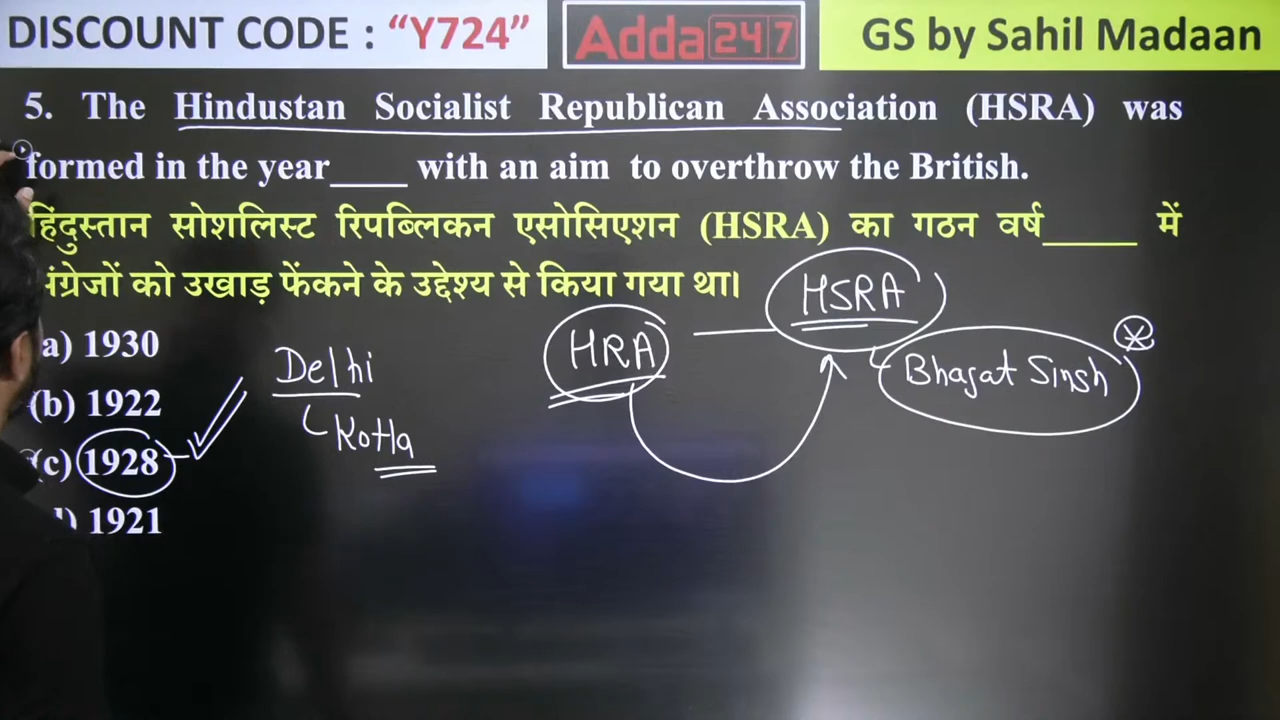 DISCOUNT CODE : “Y724”
Adda 247
GS by Sahil Madaan
5. The Hindustan Socialist Republican Association (HSRA) was
formed in the year____ with an aim to overthrow the British.
हिंदुस्तान सोशलिस्ट रिपब्लिकन एसोसिएशन (HSRA) का गठन वर्ष_____ में
अंग्रेजों को उखाड़ फेंकने के उद्देश्य से किया गया था।
HSRA
HRA
Bhagat Singh
a) 1930
Delhi
(b) 1922
Kotla
(c) 1928
d) 1921